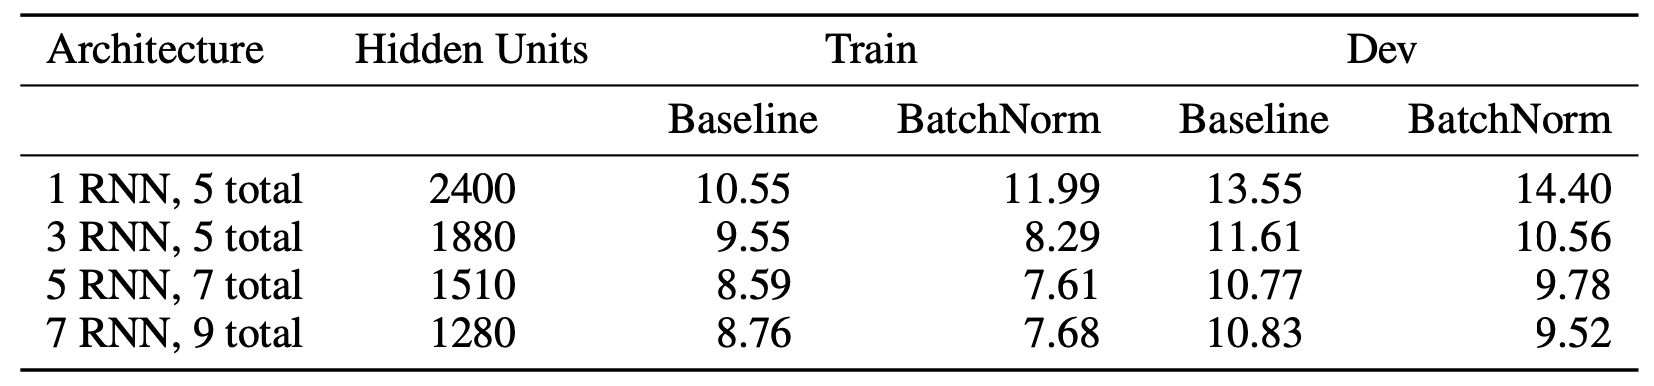 Architecture Hidden Units Train Dev
Baseline BatchNorm Baseline BatchNorm
1 RNN, 5 total 2400 10.55 11.99 13.55 14.40
3 RNN, 5 total 1880 9.55 8.29 11.61 10.56
5 RNN, 7 total 1510 8.59 7.61 10.77 9.78
7 RNN, 9 total 1280 8.76 7.68 10.83 9.52